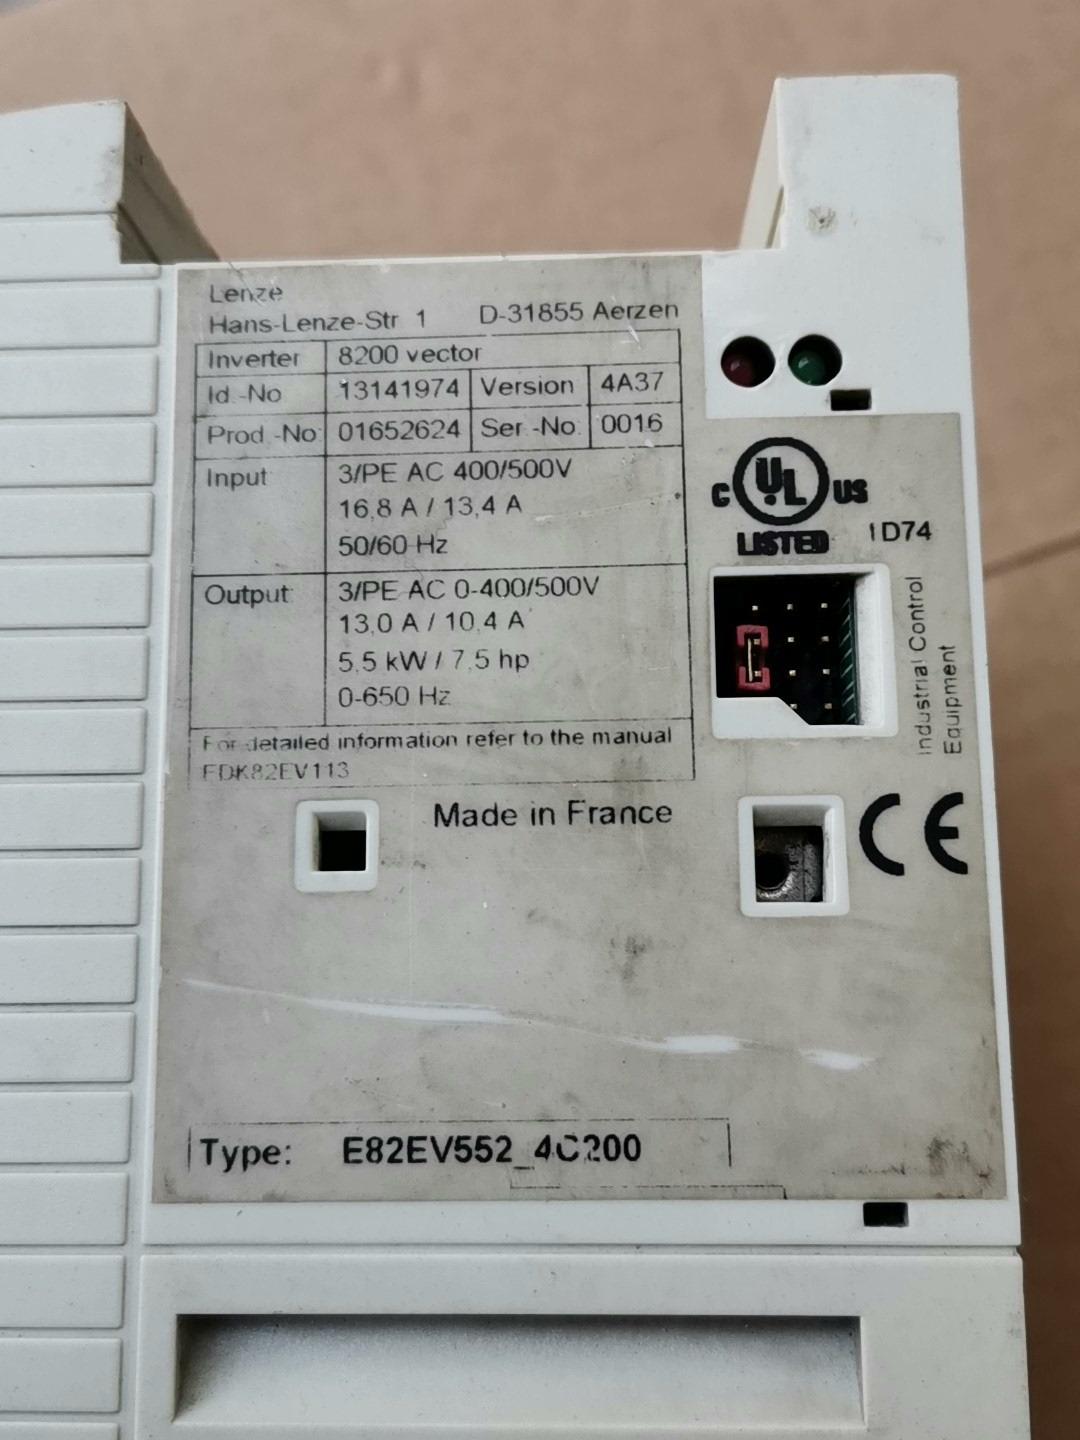 Lenze
Hans-Lenze-Str 1 D-31855 Aerzen
Inverter 8200 vector
Id.-No 13141974 Version 4A37
Prod.-No: 01652624 Ser.-No. 0016
Input: 3/PE AC 400/500V
16,8 A / 13,4 A
50/60 Hz
Output: 3/PE AC 0-400/500V
13,0 A / 10,4 A
5,5 kW / 7,5 hp
0-650 Hz
For detailed information refer to the manual
EDK82EV113
C UL US
LISTED 1D74
Industrial Control
Equipment
Made in France
CE
Type: E82EV552_4C200